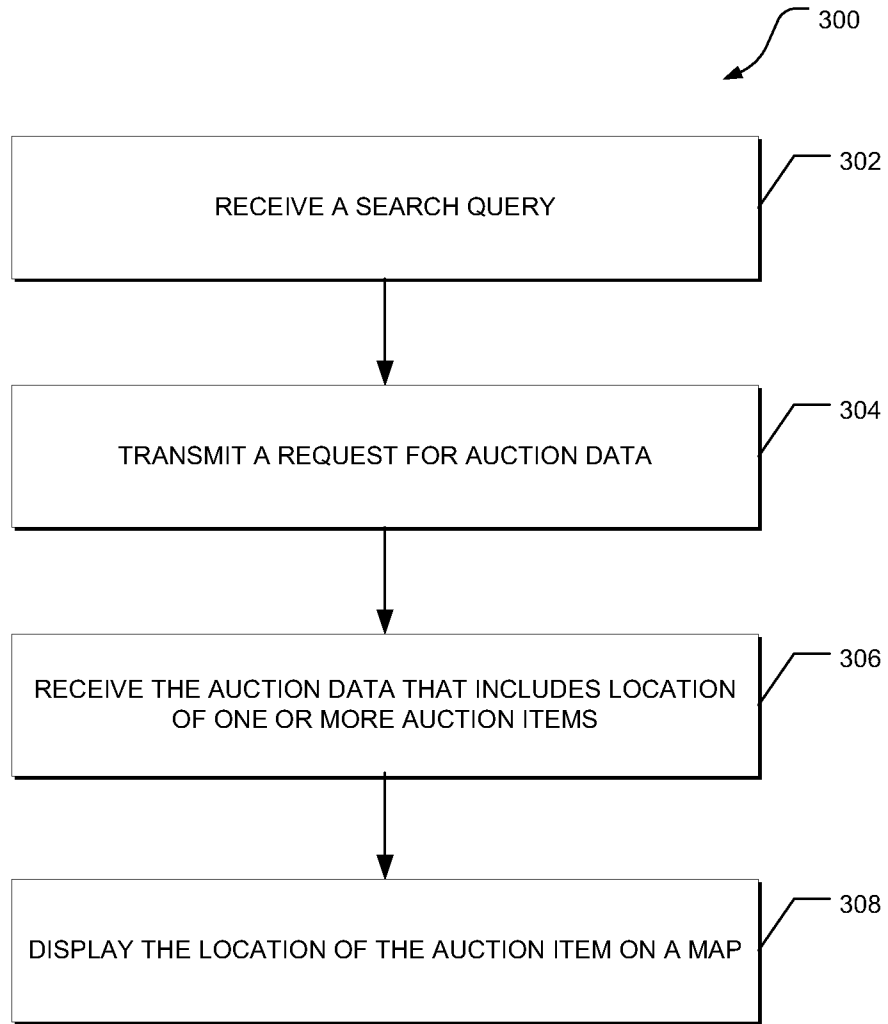 300
RECEIVE A SEARCH QUERY
302
TRANSMIT A REQUEST FOR AUCTION DATA
304
RECEIVE THE AUCTION DATA THAT INCLUDES LOCATION
OF ONE OR MORE AUCTION ITEMS
306
DISPLAY THE LOCATION OF THE AUCTION ITEM ON A MAP
308